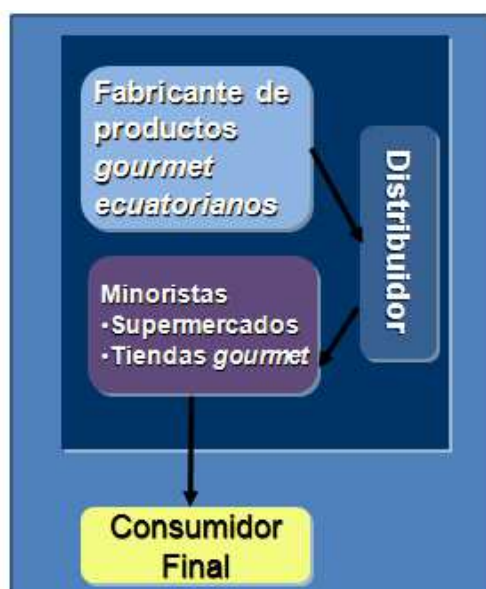 Fabricante de
productos
gourmet
ecuatorianos
Distribuidor
Minoristas
•Supermercados
•Tiendas gourmet
Consumidor
Final